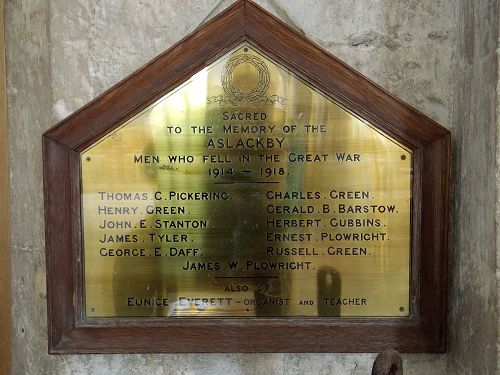 SACRED
TO THE MEMORY OF THE
ASLACKBY
MEN WHO FELL IN THE GREAT WAR
1914 ~ 1918.
THOMAS. C. PICKERING. CHARLES. GREEN.
HENRY. GREEN. GERALD. B. BARSTOW.
JOHN. E. STANTON. HERBERT. GUBBINS.
JAMES. TYLER. ERNEST. PLOWRIGHT.
GEORGE. E. DAFF. RUSSELL. GREEN.
JAMES. W. PLOWRIGHT.
ALSO OF
EUNICE EVERETT - ORGANIST AND TEACHER